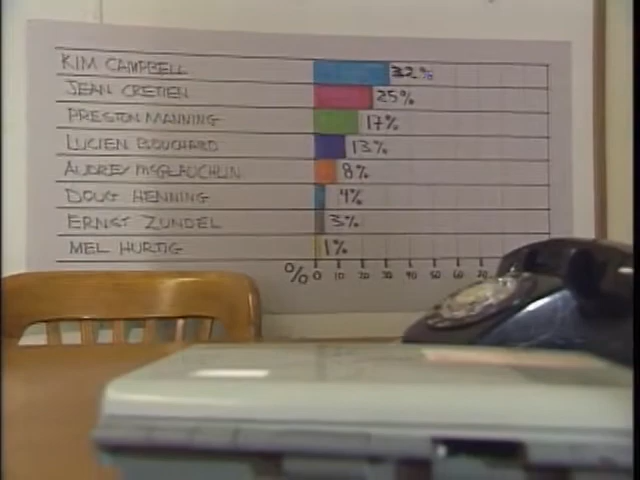 KIM CAMPBELL 32%
JEAN CRETIEN 25%
PRESTON MANNING 17%
LUCIEN BOUCHARD 13%
AUDREY McGLAUCHLIN 8%
DOUG HENNING 4%
ERNST ZUNDEL 3%
MEL HURTIG 1%
% 0 10 20 30 40 50 60 70